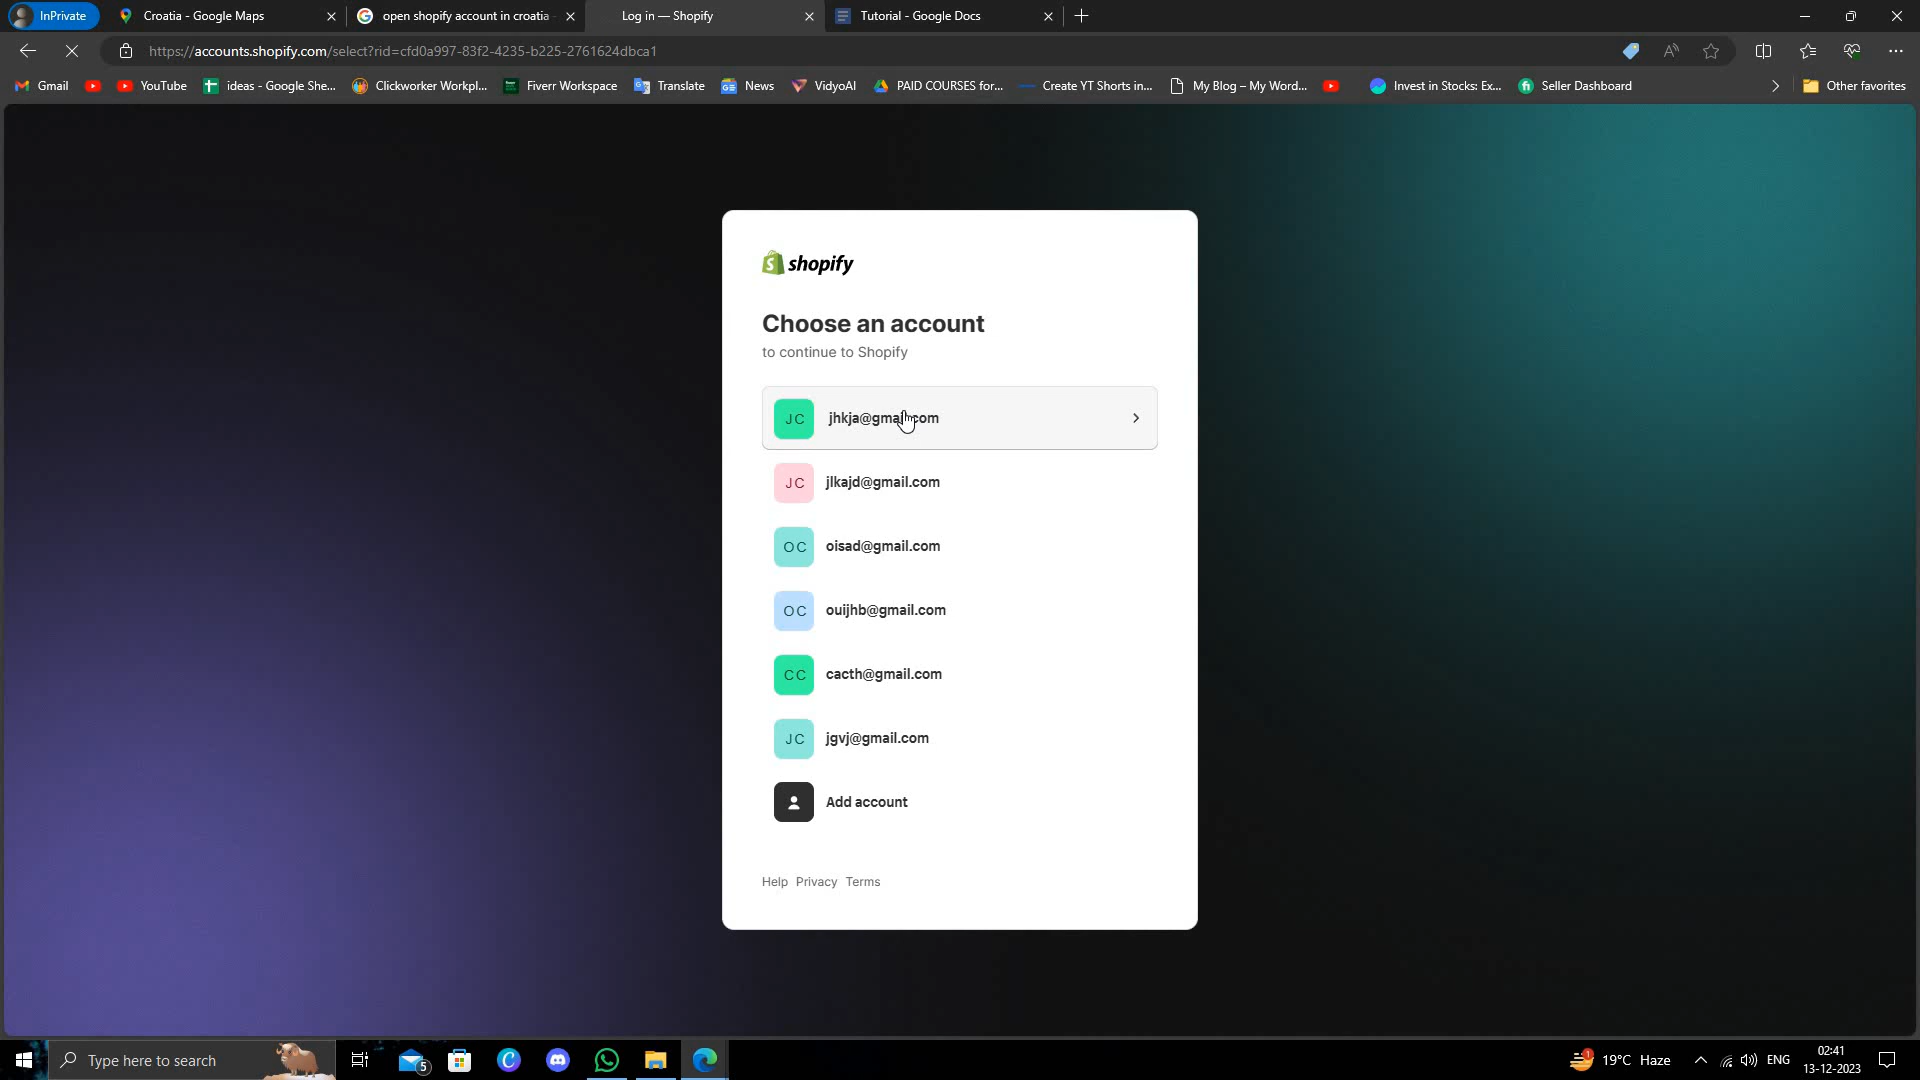 InPrivate
Croatia - Google Maps
open shopify account in croatia -
Log in — Shopify
Tutorial - Google Docs
https://accounts.shopify.com/select?rid=cfd0a997-83f2-4235-b225-2761624dbca1
Gmail
YouTube
ideas - Google She...
Clickworker Workpl...
Fiverr Workspace
Translate
News
VidyoAI
PAID COURSES for...
Create YT Shorts in...
My Blog – My Word...
Invest in Stocks: Ex...
Seller Dashboard
Other favorites
shopify
Choose an account
to continue to Shopify
JC jhkja@gmail.com
JC jlkajd@gmail.com
OC oisad@gmail.com
OC ouijhb@gmail.com
CC cacth@gmail.com
JC jgvj@gmail.com
Add account
Help Privacy Terms
Type here to search
5
1
19°C Haze
ENG
02:41
13-12-2023